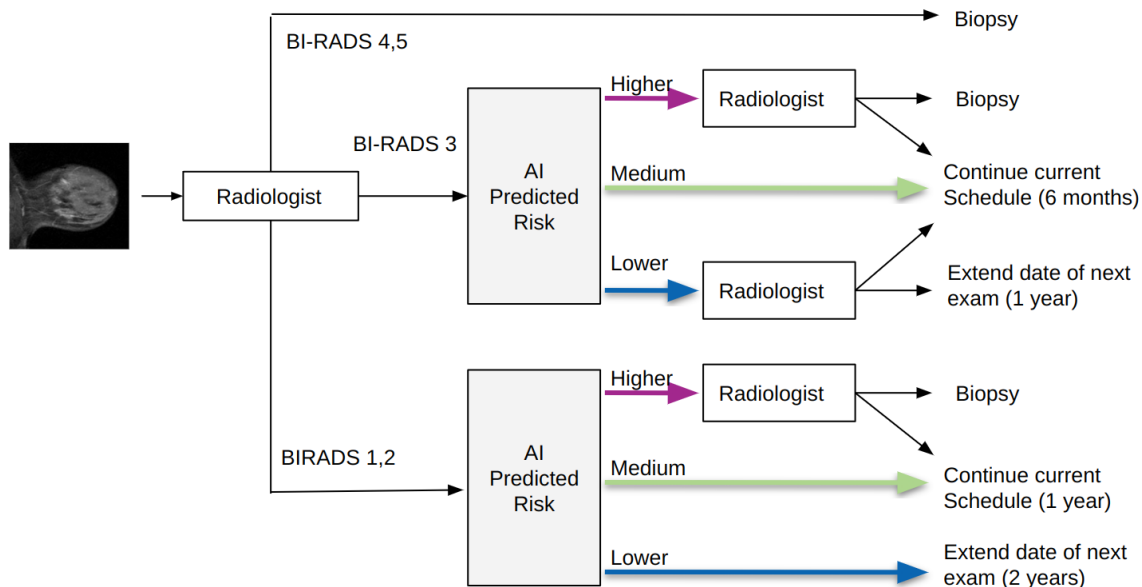 BI-RADS 4,5
Biopsy
Higher
Radiologist
Biopsy
BI-RADS 3
AI
Predicted
Risk
Medium
Continue current
Schedule (6 months)
Radiologist
Lower
Radiologist
Extend date of next
exam (1 year)
Higher
Radiologist
Biopsy
BIRADS 1,2
AI
Predicted
Risk
Medium
Continue current
Schedule (1 year)
Lower
Extend date of next
exam (2 years)